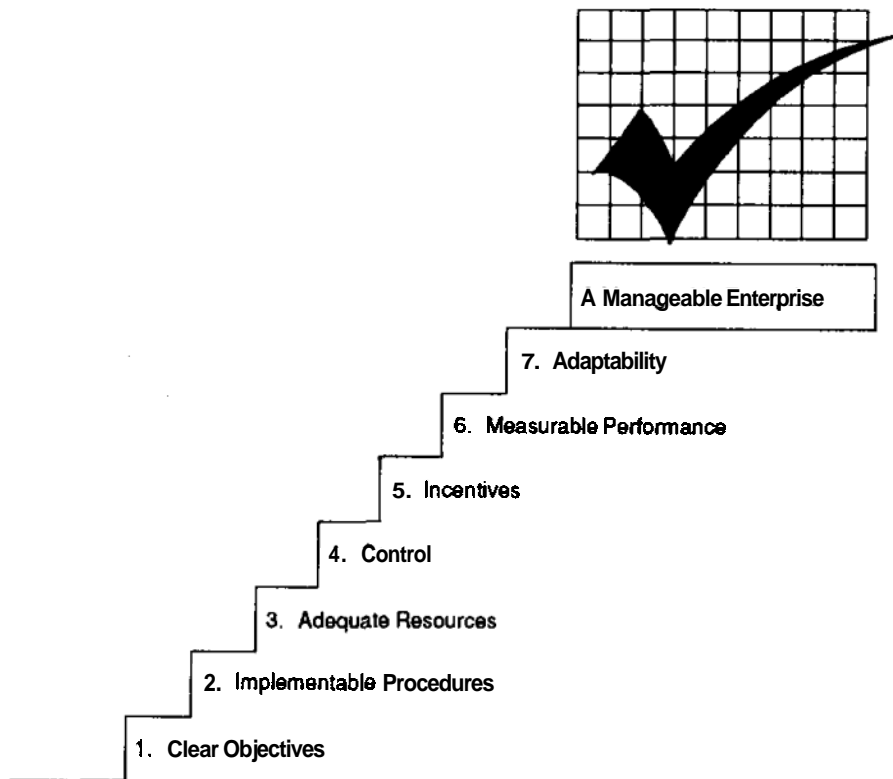 A Manageable Enterprise
7. Adaptability
6. Measurable Performance
5. Incentives
4. Control
3. Adequate Resources
2. Implementable Procedures
1. Clear Objectives